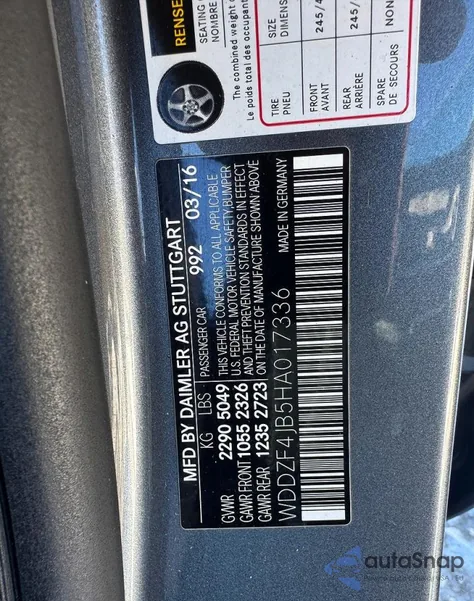 RENSE
SEATING
NOMBRE
The combined weight o
Le poids total des occupant
TIRE
PNEU
SIZE
DIMENS
FRONT
AVANT
245/4
REAR
ARRIÈRE
245/
SPARE
DE SECOURS
NON
MFD BY DAIMLER AG STUTTGART
992 03/16
KG LBS PASSENGER CAR
GVWR 2290 5049
GAWR FRONT 1055 2326
GAWR REAR 1235 2723
THIS VEHICLE CONFORMS TO ALL APPLICABLE
U.S. FEDERAL MOTOR VEHICLE SAFETY/BUMPER
AND THEFT PREVENTION STANDARDS IN EFFECT
ON THE DATE OF MANUFACTURE SHOWN ABOVE
MADE IN GERMANY
WDDZF4JB5HA017336
autoSnap